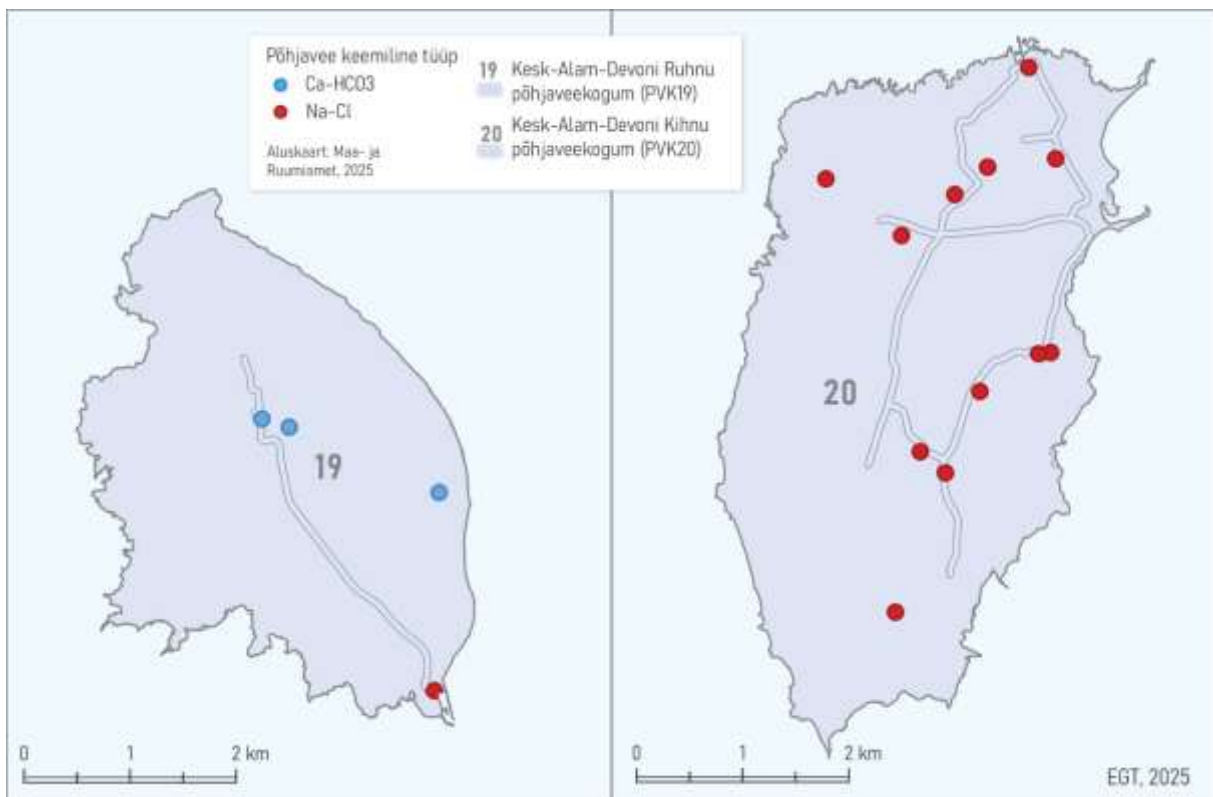 Põhjavee keemiline tüüp
Ca-HCO3
Na-Cl
Aluskaart: Maa- ja
Ruumiamet, 2025
19 Kesk-Alam-Devoni Ruhnu
põhjaveekogum (PVK19)
20 Kesk-Alam-Devoni Kihnu
põhjaveekogum (PVK20)
19
20
0 1 2 km
0 1 2 km
EGT, 2025